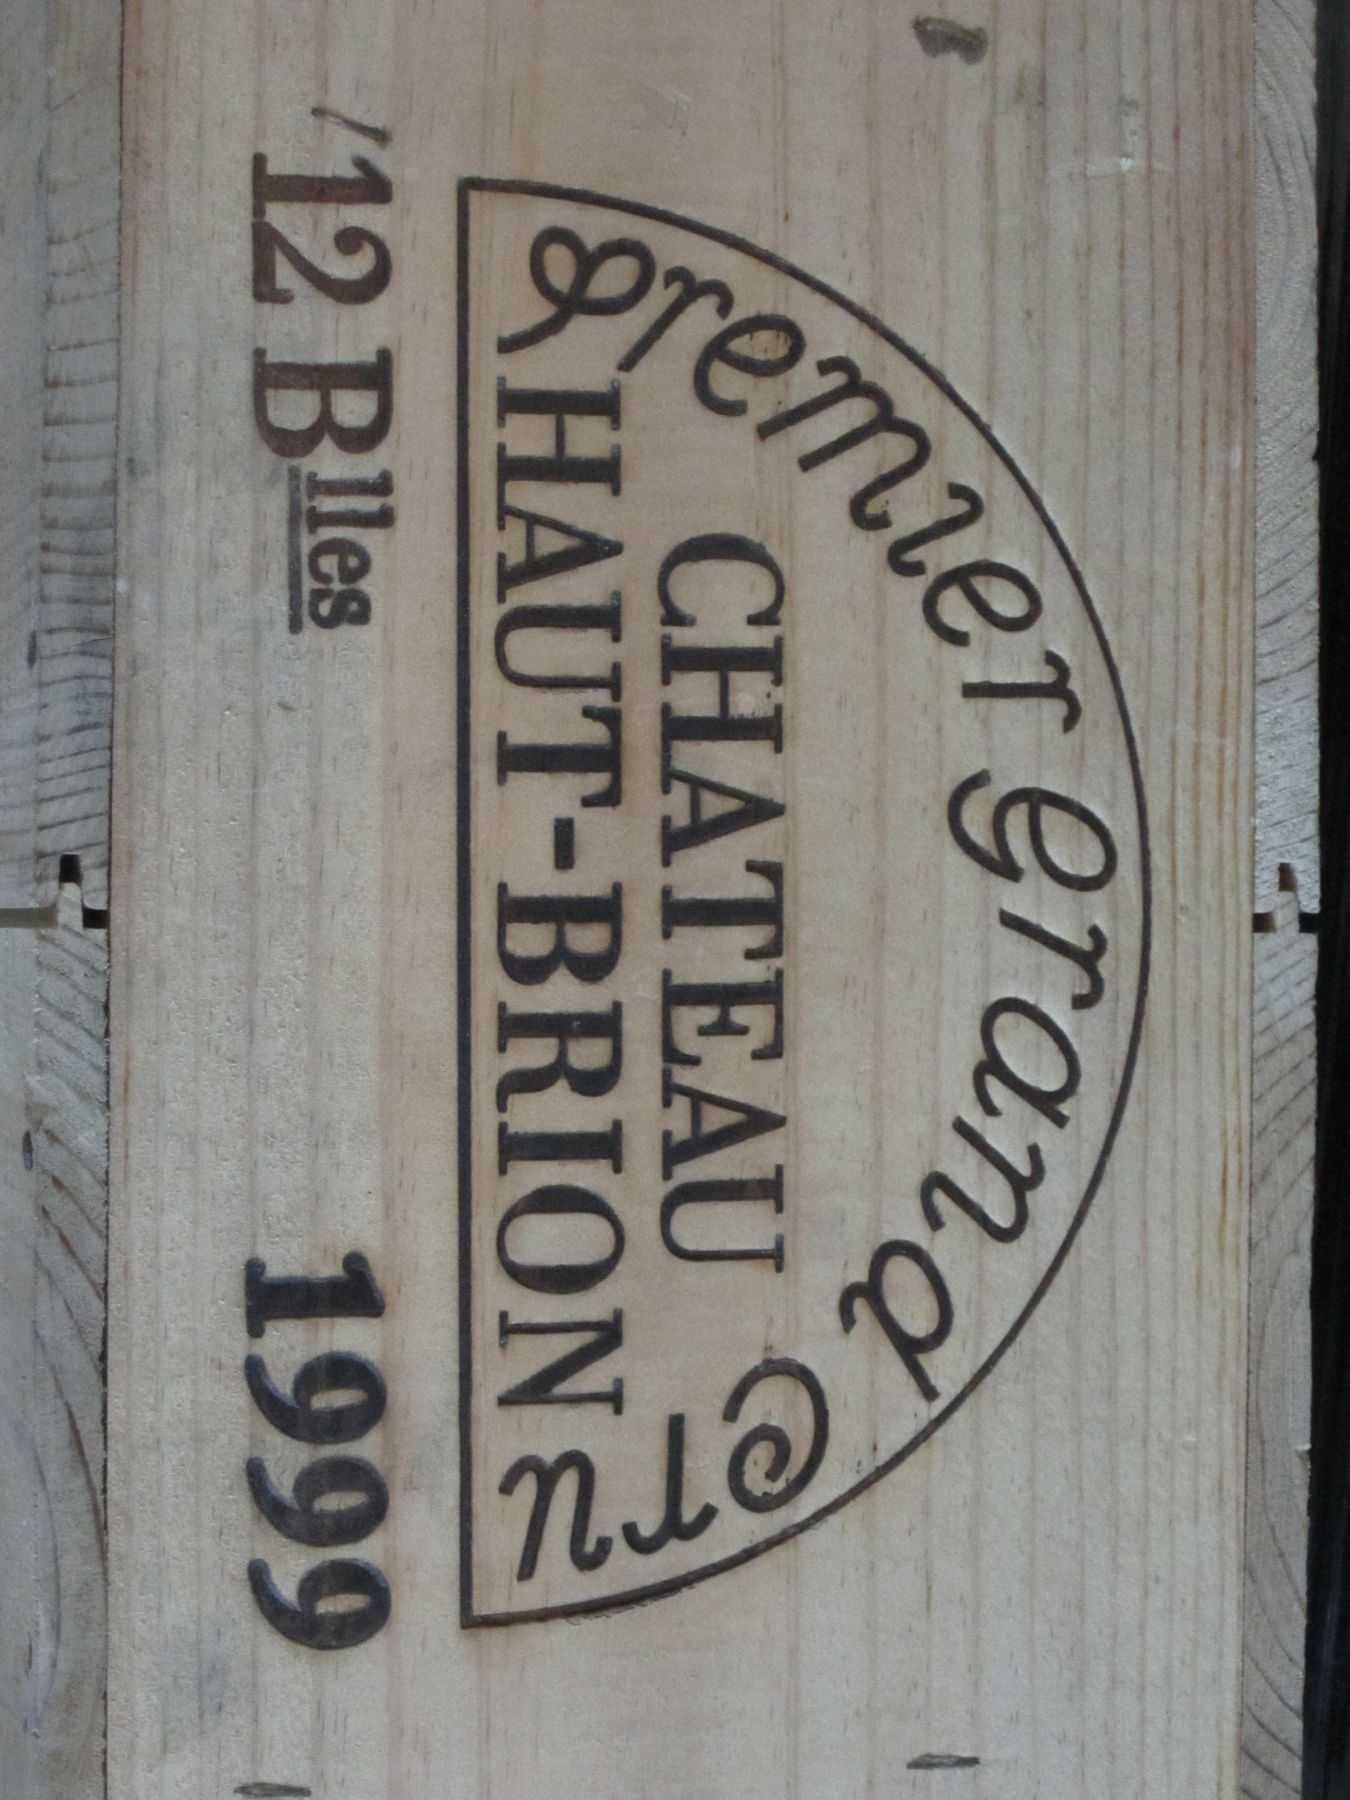 Premier Grand Cru
CHATEAU
HAUT-BRION
12 Blles 1999